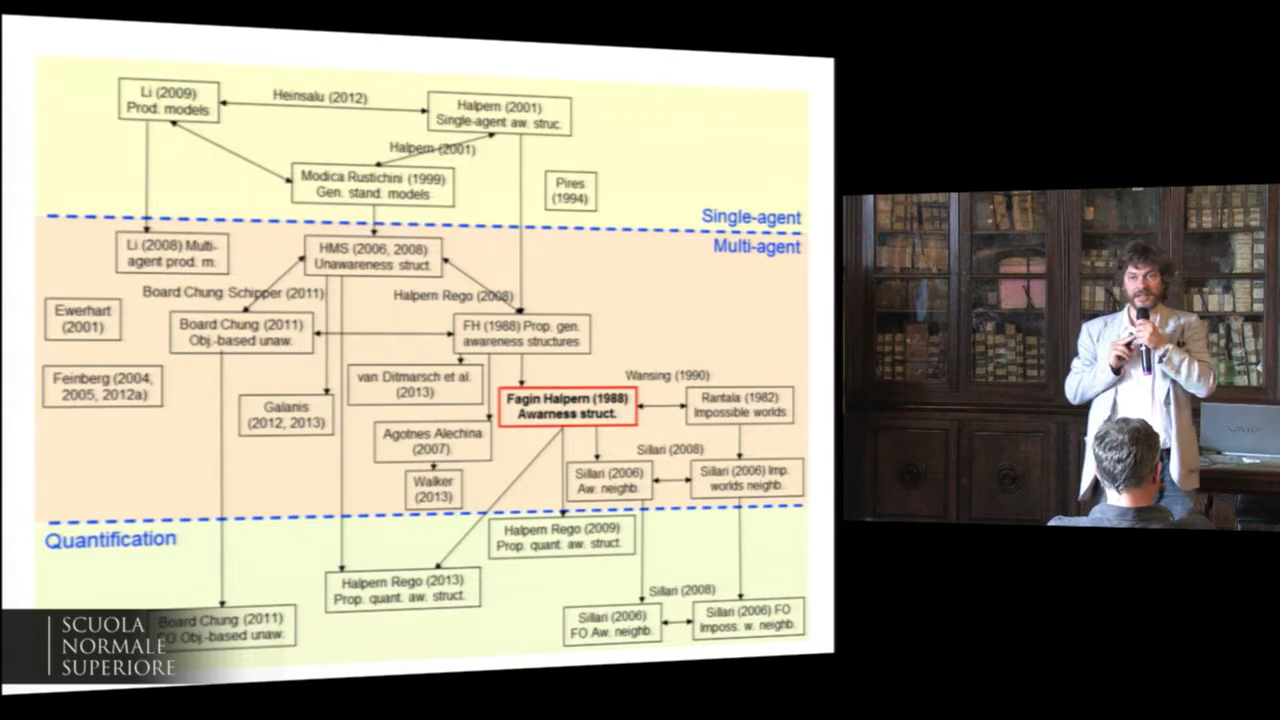 Li (2009)
Prod. models
Heinsalu (2012)
Halpern (2001)
Single-agent aw. struc.
Halpern (2001)
Modica Rustichini (1999)
Gen. stand. models
Pires
(1994)
Single-agent
Multi-agent
Li (2008) Multi-
agent prod. m.
HMS (2006, 2008)
Unawareness struct.
Board Chung Schipper (2011)
Halpern Rego (2008)
Ewerhart
(2001)
Board Chung (2011)
Obj.-based unaw.
FH (1988) Prop. gen.
awareness structures
Feinberg (2004,
2005, 2012a)
van Ditmarsch et al.
(2013)
Wansing (1990)
Fagin Halpern (1988)
Awarness struct.
Rantala (1982)
Impossible worlds
Galanis
(2012, 2013)
Agotnes Alechina
(2007)
Sillari (2008)
Walker
(2013)
Sillari (2006)
Aw. neighb.
Sillari (2006) Imp.
worlds neighb.
Quantification
Halpern Rego (2009)
Prop. quant. aw. struct.
Halpern Rego (2013)
Prop. quant. aw. struct.
Sillari (2008)
Board Chung (2011)
FO Obj.-based unaw.
Sillari (2006)
FO Aw. neighb.
Sillari (2006) FO
Imposs. w. neighb.
SCUOLA
NORMALE
SUPERIORE
VAIO